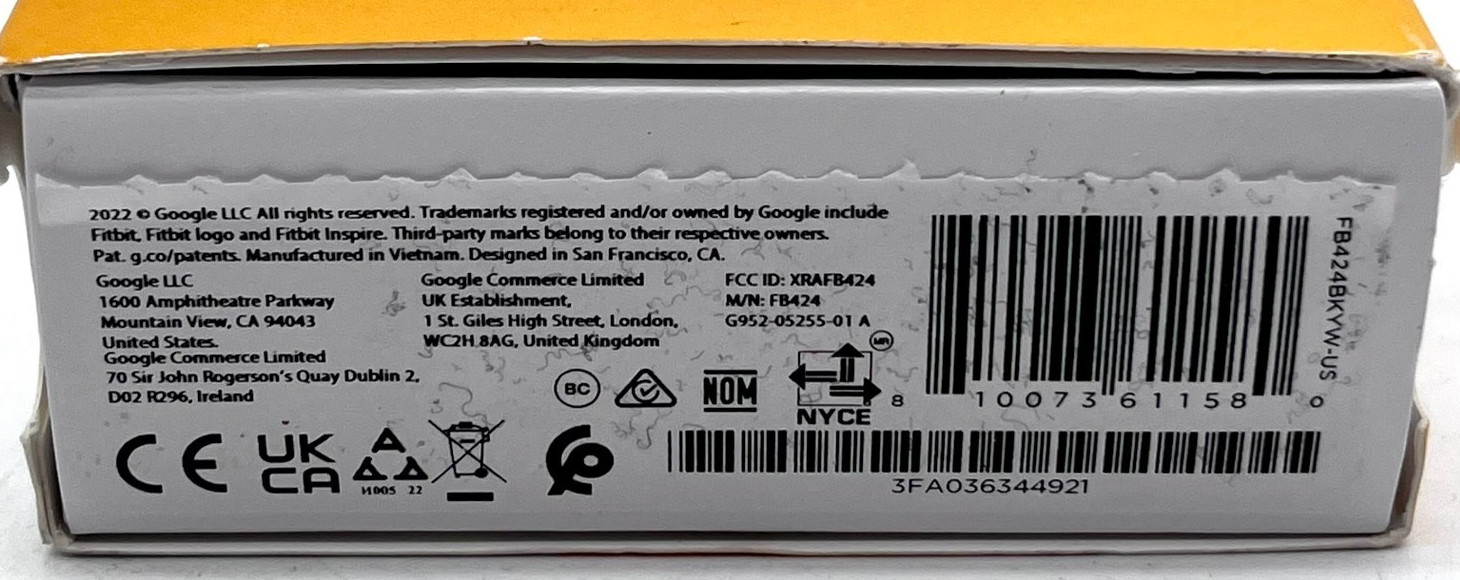 2022 © Google LLC All rights reserved. Trademarks registered and/or owned by Google include
Fitbit, Fitbit logo and Fitbit Inspire. Third-party marks belong to their respective owners.
Pat. g.co/patents. Manufactured in Vietnam. Designed in San Francisco, CA.
Google LLC
1600 Amphitheatre Parkway
Mountain View, CA 94043
United States.
Google Commerce Limited
70 Sir John Rogerson's Quay Dublin 2,
D02 R296, Ireland
Google Commerce Limited
UK Establishment,
1 St. Giles High Street, London,
WC2H 8AG, United Kingdom
FCC ID: XRAFB424
M/N: FB424
G952-05255-01 A
BC
NOM
MR
NYCE
8 10073 61158 0
FB424BKYW-US
CE
UK
CA
22
3FA036344921